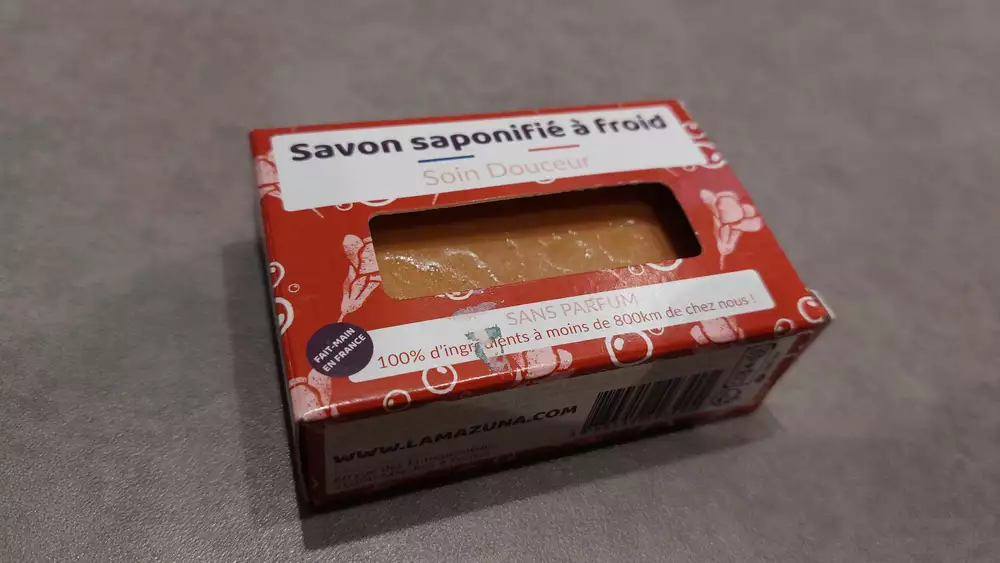 Savon saponifié à froid
Soin Douceur
SANS PARFUM
100% d'ingrédients à moins de 800km de chez nous !
FAIT-MAIN
EN FRANCE
WWW.LAMAZUNA.COM